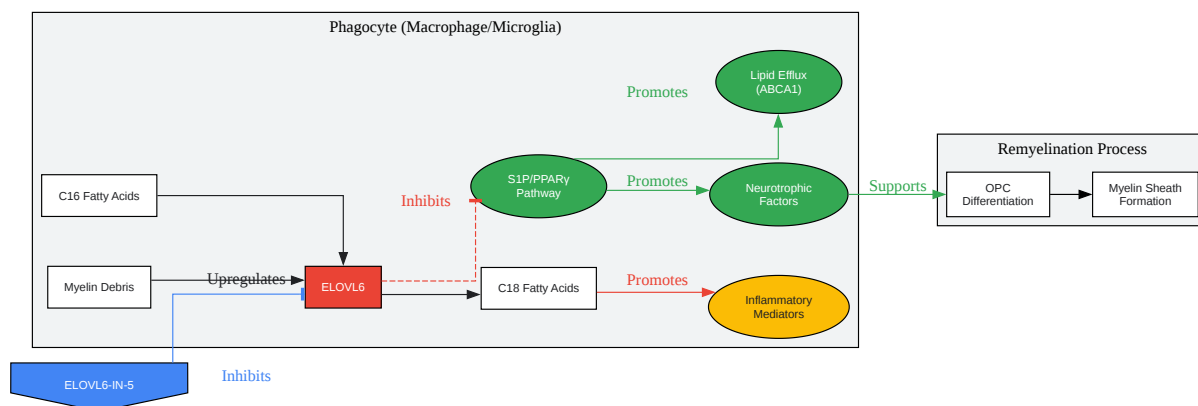 Phagocyte (Macrophage/Microglia)
Lipid Efflux
(ABCA1)
Promotes
Remyelination Process
S1P/PPARγ
Pathway
Promotes
Neurotrophic
Factors
Supports
OPC
Differentiation
Myelin Sheath
Formation
C16 Fatty Acids
Inhibits
Myelin Debris
Upregulates
ELOVL6
C18 Fatty Acids
Promotes
Inflammatory
Mediators
ELOVL6-IN-5
Inhibits